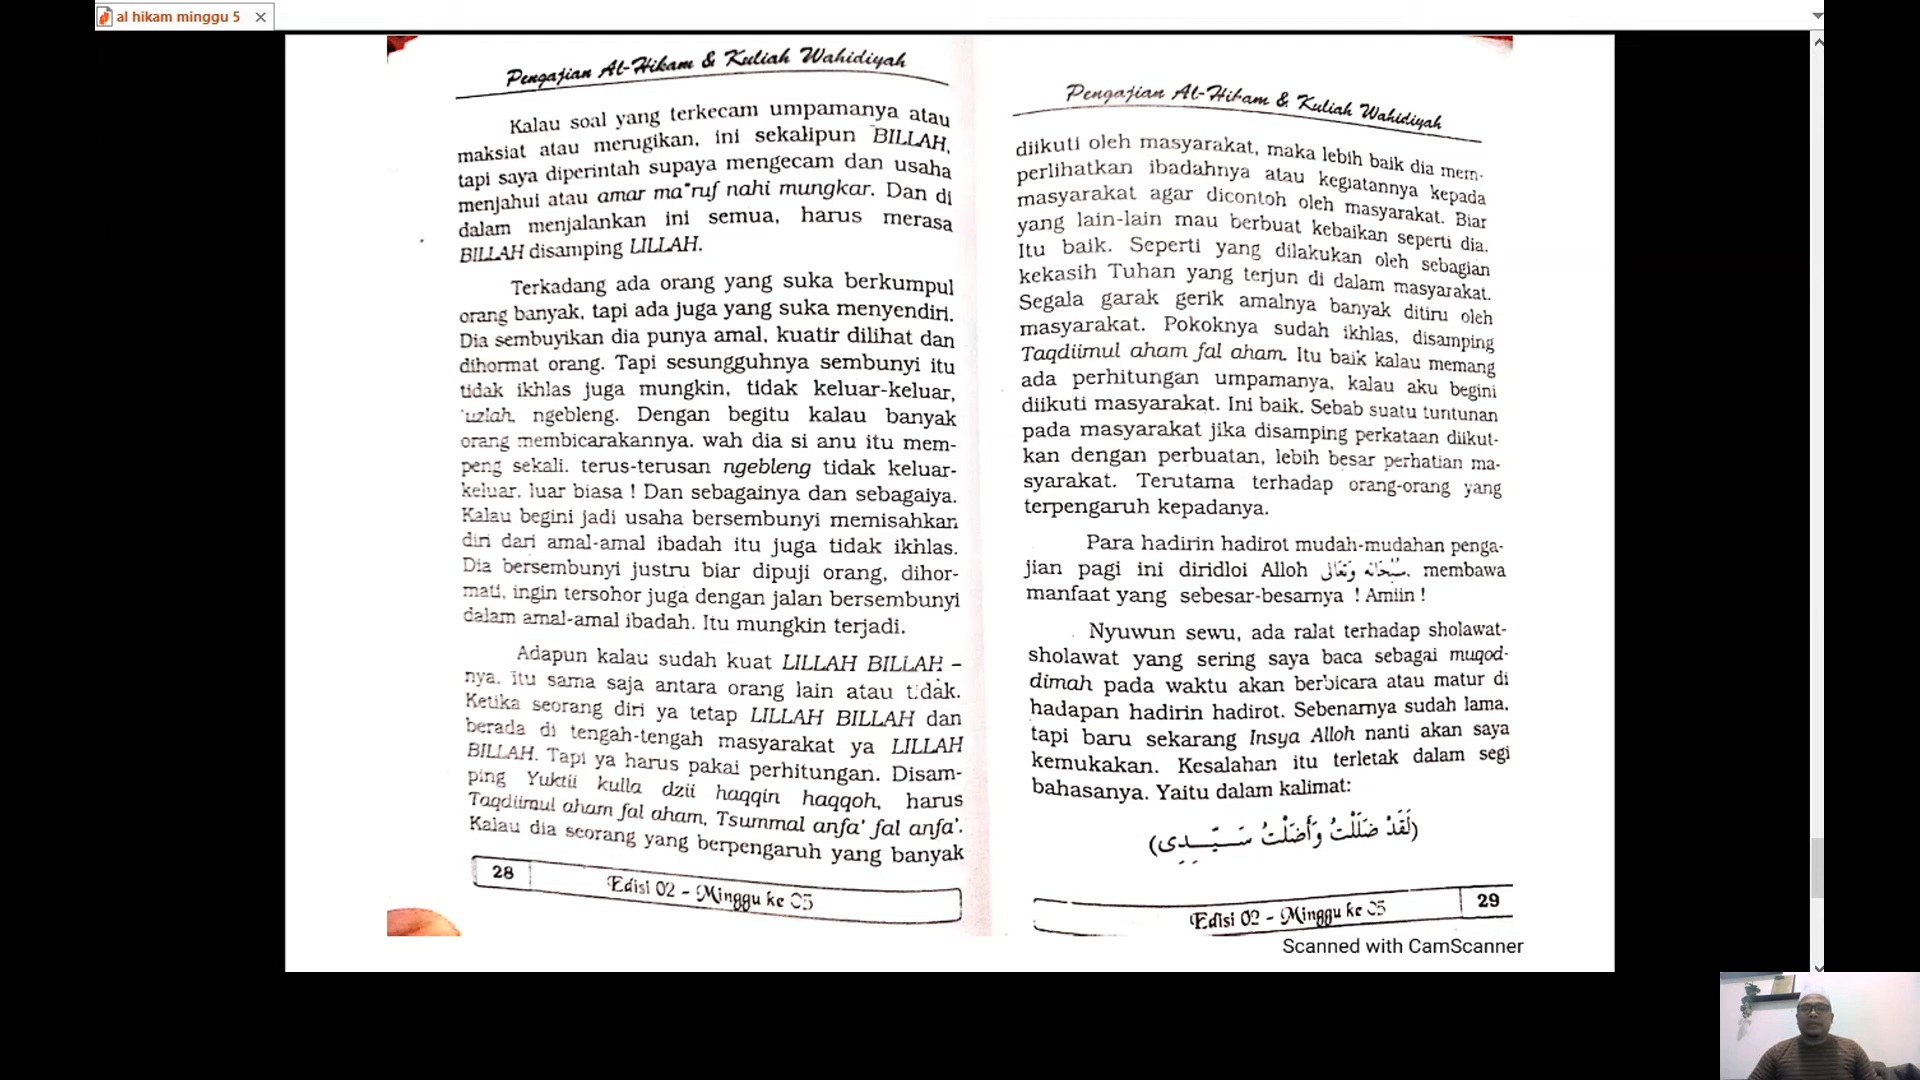 al hikam minggu 5
Pengajian Al-Hikam & Kuliah Wahidiyah
Kalau soal yang terkecam umpamanya atau
maksiat atau merugikan, ini sekalipun BILLAH,
tapi saya diperintah supaya mengecam dan usaha
menjahui atau amar ma"ruf nahi mungkar. Dan di
dalam menjalankan ini semua, harus merasa
BILLAH disamping LILLAH.
Terkadang ada orang yang suka berkumpul
orang banyak, tapi ada juga yang suka menyendiri.
Dia sembuyikan dia punya amal, kuatir dilihat dan
dihormat orang. Tapi sesungguhnya sembunyi itu
tidak ikhlas juga mungkin, tidak keluar-keluar,
'uzlah, ngebleng. Dengan begitu kalau banyak
orang membicarakannya, wah dia si anu itu mem-
peng sekali, terus-terusan ngebleng tidak keluar-
keluar, luar biasa ! Dan sebagainya dan sebagaiya.
Kalau begini jadi usaha bersembunyi memisahkan
diri dari amal-amal ibadah itu juga tidak ikhlas.
Dia bersembunyi justru biar dipuji orang, dihor-
mati, ingin tersohor juga dengan jalan bersembunyi
dalam amal-amal ibadah. Itu mungkin terjadi.
Adapun kalau sudah kuat LILLAH BILLAH –
nya, itu sama saja antara orang lain atau tidak.
Ketika seorang diri ya tetap LILLAH BILLAH dan
berada di tengah-tengah masyarakat ya LILLAH
BILLAH. Tapi ya harus pakai perhitungan. Disam-
ping Yuktii kulla dzii haqqin haqqoh, harus
Taqdiimul aham fal aham, Tsummal anfa' fal anfa'.
Kalau dia seorang yang berpengaruh yang banyak
28
Edisi 02 - Minggu ke 05
Pengajian Al-Hikam & Kuliah Wahidiyah
diikuti oleh masyarakat, maka lebih baik dia mem-
perlihatkan ibadahnya atau kegiatannya kepada
masyarakat agar dicontoh oleh masyarakat. Biar
yang lain-lain mau berbuat kebaikan seperti dia.
Itu baik. Seperti yang dilakukan oleh sebagian
kekasih Tuhan yang terjun di dalam masyarakat.
Segala garak gerik amalnya banyak ditiru oleh
masyarakat. Pokoknya sudah ikhlas, disamping
Taqdiimul aham fal aham. Itu baik kalau memang
ada perhitungan umpamanya, kalau aku begini
diikuti masyarakat. Ini baik. Sebab suatu tuntunan
pada masyarakat jika disamping perkataan diikut-
kan dengan perbuatan, lebih besar perhatian ma-
syarakat. Terutama terhadap orang-orang yang
terpengaruh kepadanya.
Para hadirin hadirot mudah-mudahan penga-
jian pagi ini diridloi Alloh سُبْحَانَه وَتَعَالَى, membawa
manfaat yang sebesar-besarnya ! Amiin !
Nyuwun sewu, ada ralat terhadap sholawat-
sholawat yang sering saya baca sebagai muqod-
dimah pada waktu akan berbicara atau matur di
hadapan hadirin hadirot. Sebenarnya sudah lama,
tapi baru sekarang Insya Alloh nanti akan saya
kemukakan. Kesalahan itu terletak dalam segi
bahasanya. Yaitu dalam kalimat:
(لَقَدْ ضَلَلْتُ وَأَضَلْتُ سَيِّدِى)
Edisi 02 - Minggu ke 05
29
Scanned with CamScanner